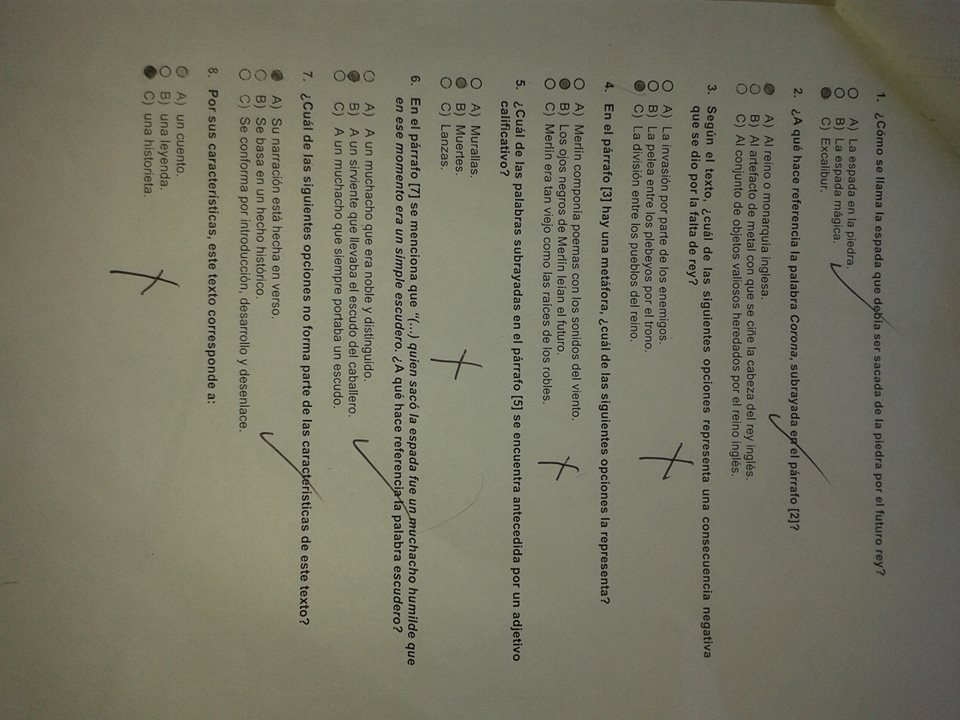 1. ¿Cómo se llama la espada que debía ser sacada de la piedra por el futuro rey?
A) La espada en la piedra.
B) La espada mágica.
C) Excalibur.
2. ¿A qué hace referencia la palabra Corona, subrayada en el párrafo [2]?
A) Al reino o monarquía inglesa.
B) Al artefacto de metal con que se ciñe la cabeza del rey inglés.
C) Al conjunto de objetos valiosos heredados por el reino inglés.
3. Según el texto, ¿cuál de las siguientes opciones representa una consecuencia negativa
que se dio por la falta de rey?
A) La invasión por parte de los enemigos.
B) La pelea entre los plebeyos por el trono.
C) La división entre los pueblos del reino.
4. En el párrafo [3] hay una metáfora, ¿cuál de las siguientes opciones la representa?
A) Merlín componía poemas con los sonidos del viento.
B) Los ojos negros de Merlín leían el futuro.
C) Merlín era tan viejo como las raíces de los robles.
5. ¿Cuál de las palabras subrayadas en el párrafo [5] se encuentra antecedida por un adjetivo
calificativo?
A) Murallas.
B) Muertes.
C) Lanzas.
6. En el párrafo [7] se menciona que "(...) quien sacó la espada fue un muchacho humilde que
en ese momento era un simple escudero. ¿A qué hace referencia la palabra escudero?
A) A un muchacho que era noble y distinguido.
B) A un sirviente que llevaba el escudo del caballero.
C) A un muchacho que siempre portaba un escudo.
7. ¿Cuál de las siguientes opciones no forma parte de las características de este texto?
A) Su narración está hecha en verso.
B) Se basa en un hecho histórico.
C) Se conforma por introducción, desarrollo y desenlace.
8. Por sus características, este texto corresponde a:
A) un cuento.
B) una leyenda.
C) una historieta.